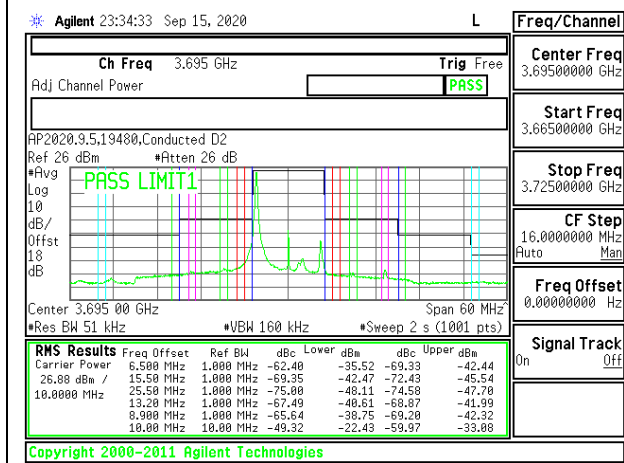 Agilent 23:34:33 Sep 15, 2020 L
Freq/Channel
Ch Freq 3.695 GHz Trig Free
Adj Channel Power PASS
AP2020.9.5,19480,Conducted D2
Ref 26 dBm #Atten 26 dB
#Avg
Log
10
dB/
Offst
18
dB
PASS LIMIT1
Center 3.695 00 GHz Span 60 MHz^
#Res BW 51 kHz #VBW 160 kHz #Sweep 2 s (1001 pts)
RMS Results Freq Offset Ref BW dBc Lower dBm dBc Upper dBm
Carrier Power 6.500 MHz 1.000 MHz -62.40 -35.52 -69.33 -42.44
26.88 dBm / 15.50 MHz 1.000 MHz -69.35 -42.47 -72.43 -45.54
10.0000 MHz 25.50 MHz 1.000 MHz -75.00 -48.11 -74.58 -47.70
13.20 MHz 1.000 MHz -67.49 -40.61 -68.87 -41.99
8.900 MHz 1.000 MHz -65.64 -38.75 -69.20 -42.32
10.00 MHz 10.00 MHz -49.32 -22.43 -59.97 -33.08
Copyright 2000-2011 Agilent Technologies
Center Freq
3.69500000 GHz
Start Freq
3.66500000 GHz
Stop Freq
3.72500000 GHz
CF Step
16.0000000 MHz
Auto Man
Freq Offset
0.00000000 Hz
Signal Track
On Off